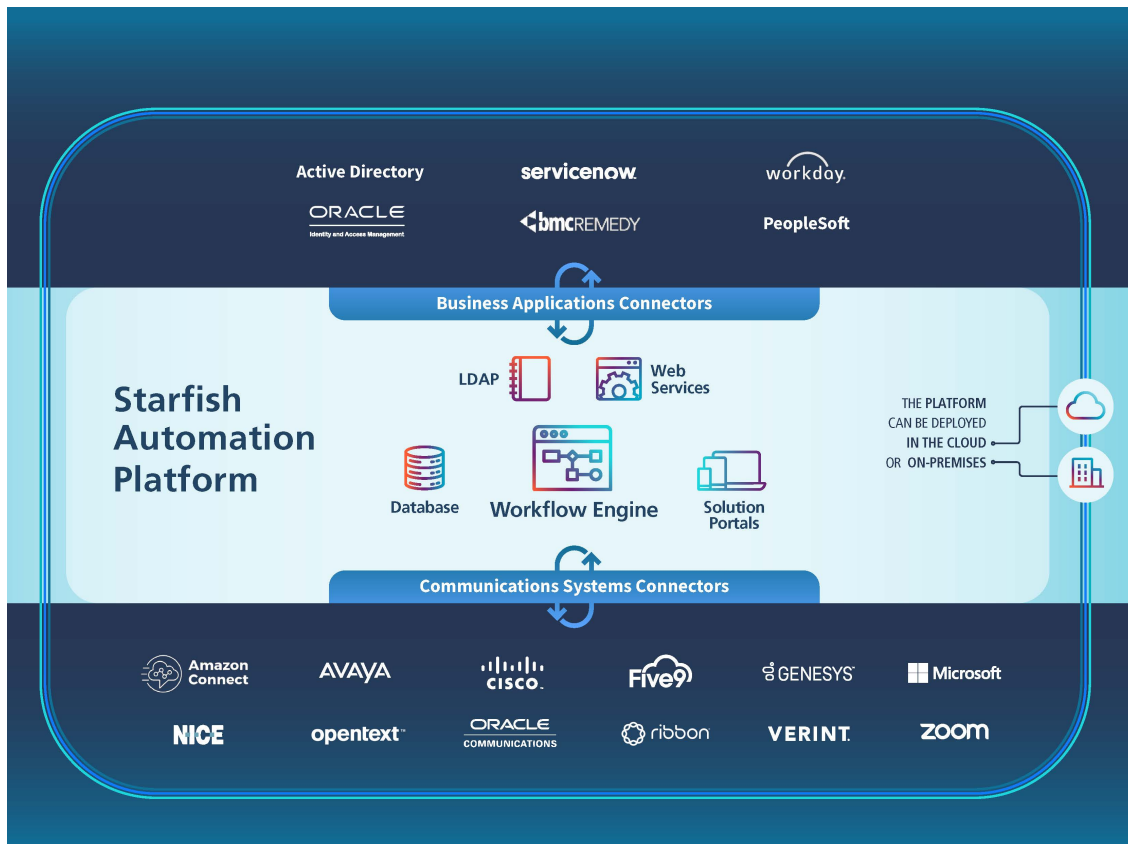 Active Directory
servicenow.
workday.
ORACLE
Identity and Access Management
bmcREMEDY
PeopleSoft
Business Applications Connectors
LDAP
Web
Services
Starfish
Automation
Platform
THE PLATFORM
CAN BE DEPLOYED
IN THE CLOUD
OR ON-PREMISES
Database
Workflow Engine
Solution
Portals
Communications Systems Connectors
Amazon
Connect
AVAYA
CISCO
Five9
GENESYS
Microsoft
NICE
opentext™
ORACLE
COMMUNICATIONS
ribbon
VERINT.
zoom